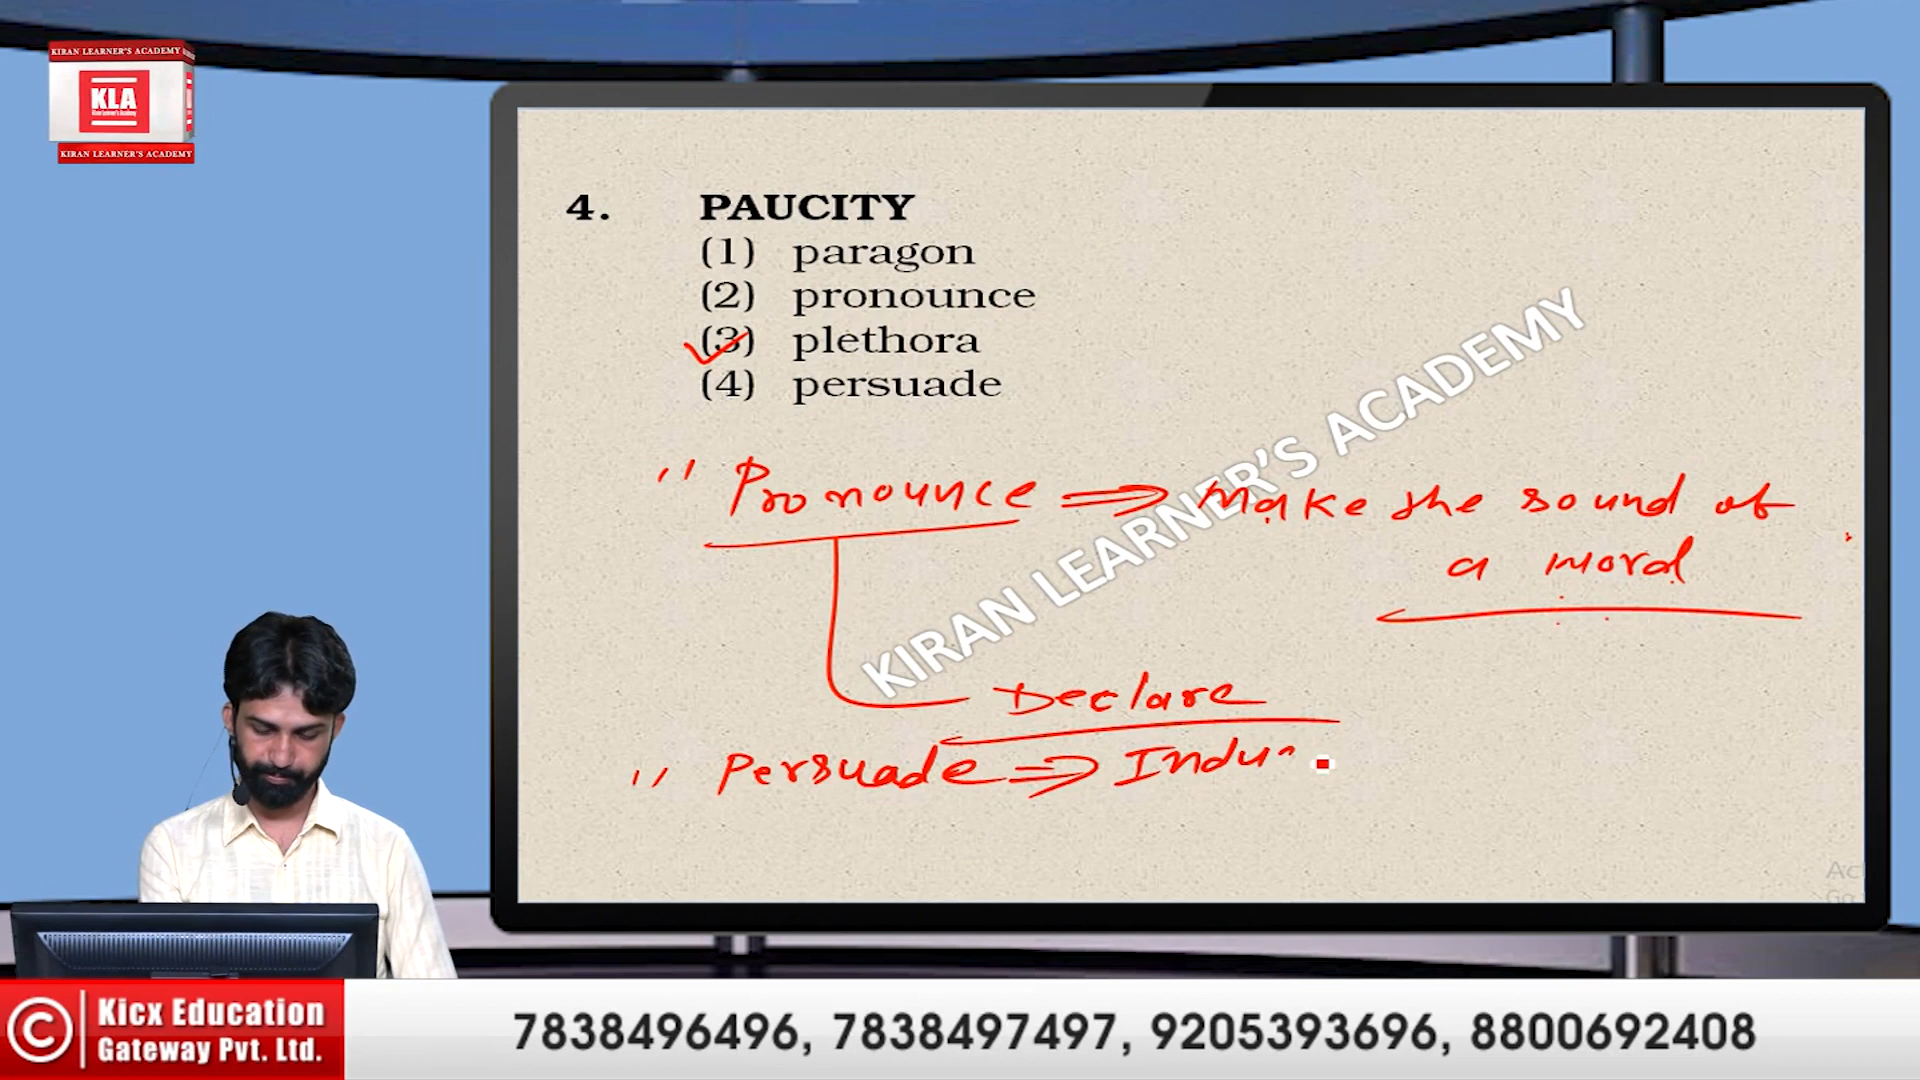 KIRAN LEARNER'S ACADEMY
KLA
KIRAN LEARNER'S ACADEMY
4. PAUCITY
(1) paragon
(2) pronounce
(3) plethora
(4) persuade
KIRAN LEARNER'S ACADEMY
" Pronounce ⇒ Make the sound of
a word
Declare
" Persuade ⇒ Indu
Kicx Education
Gateway Pvt. Ltd.
7838496496, 7838497497, 9205393696, 8800692408